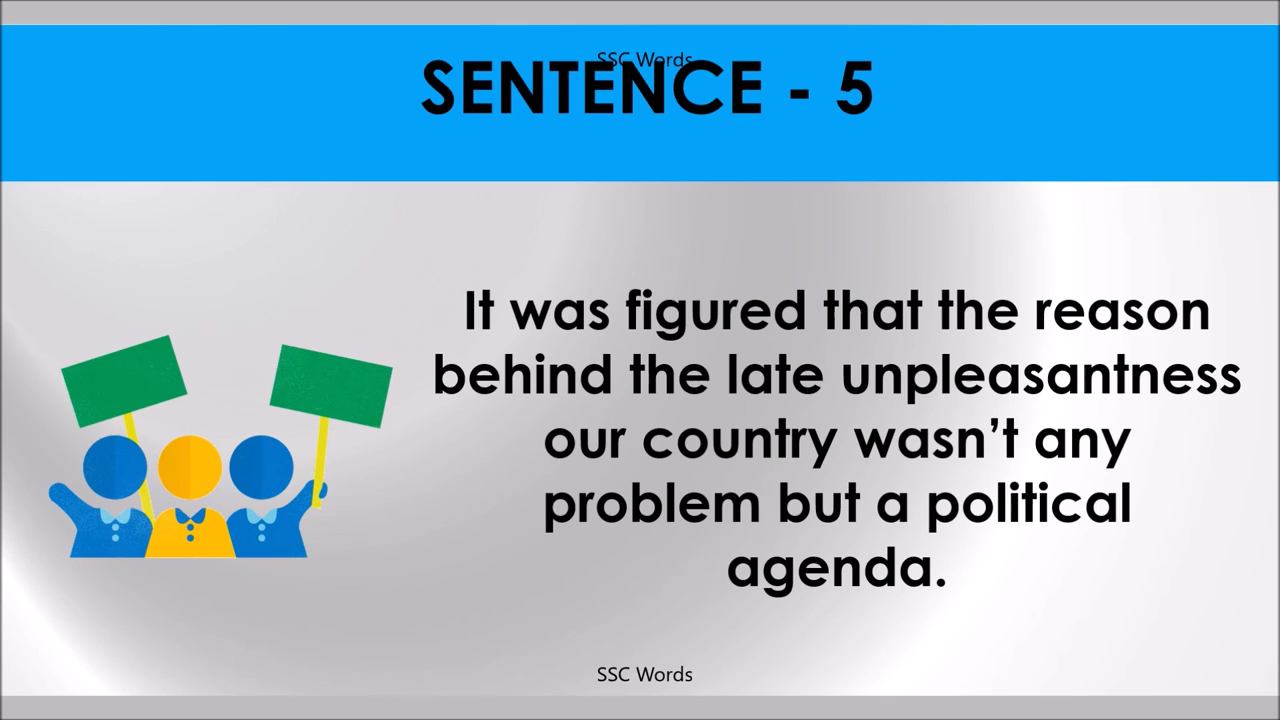 SSC Words
SENTENCE - 5
It was figured that the reason
behind the late unpleasantness
our country wasn’t any
problem but a political
agenda.
SSC Words